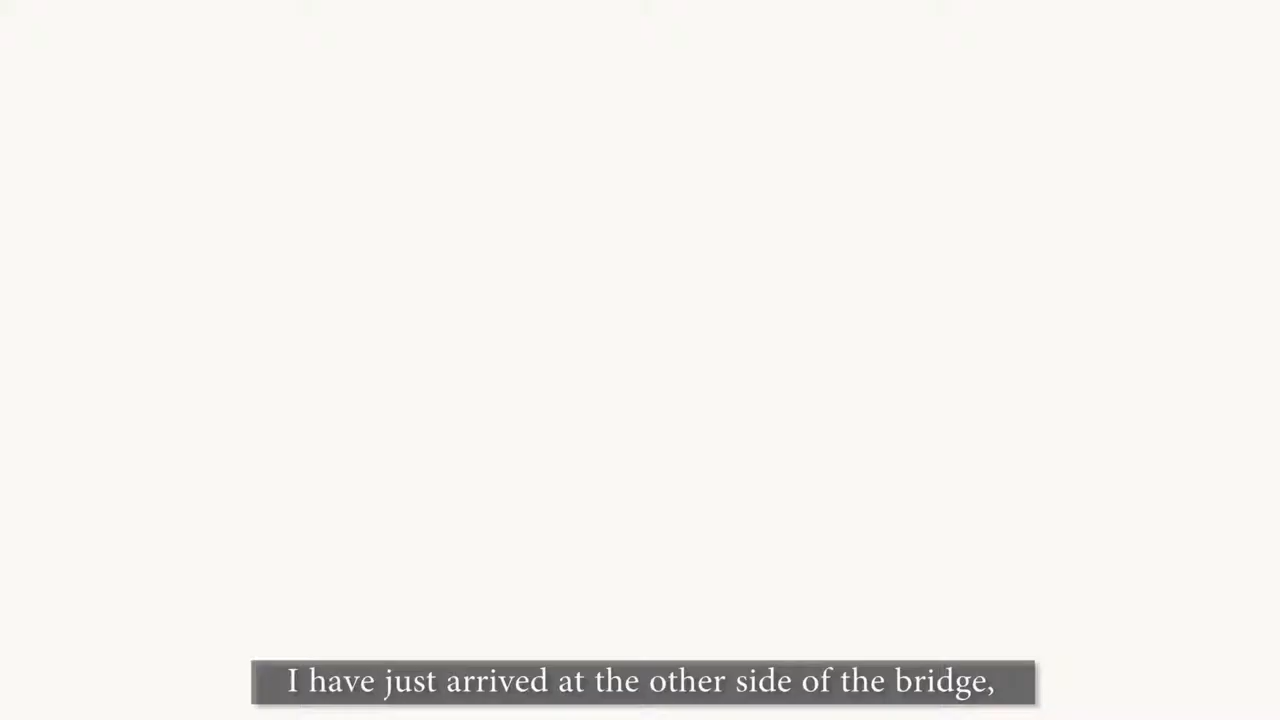 I have just arrived at the other side of the bridge,